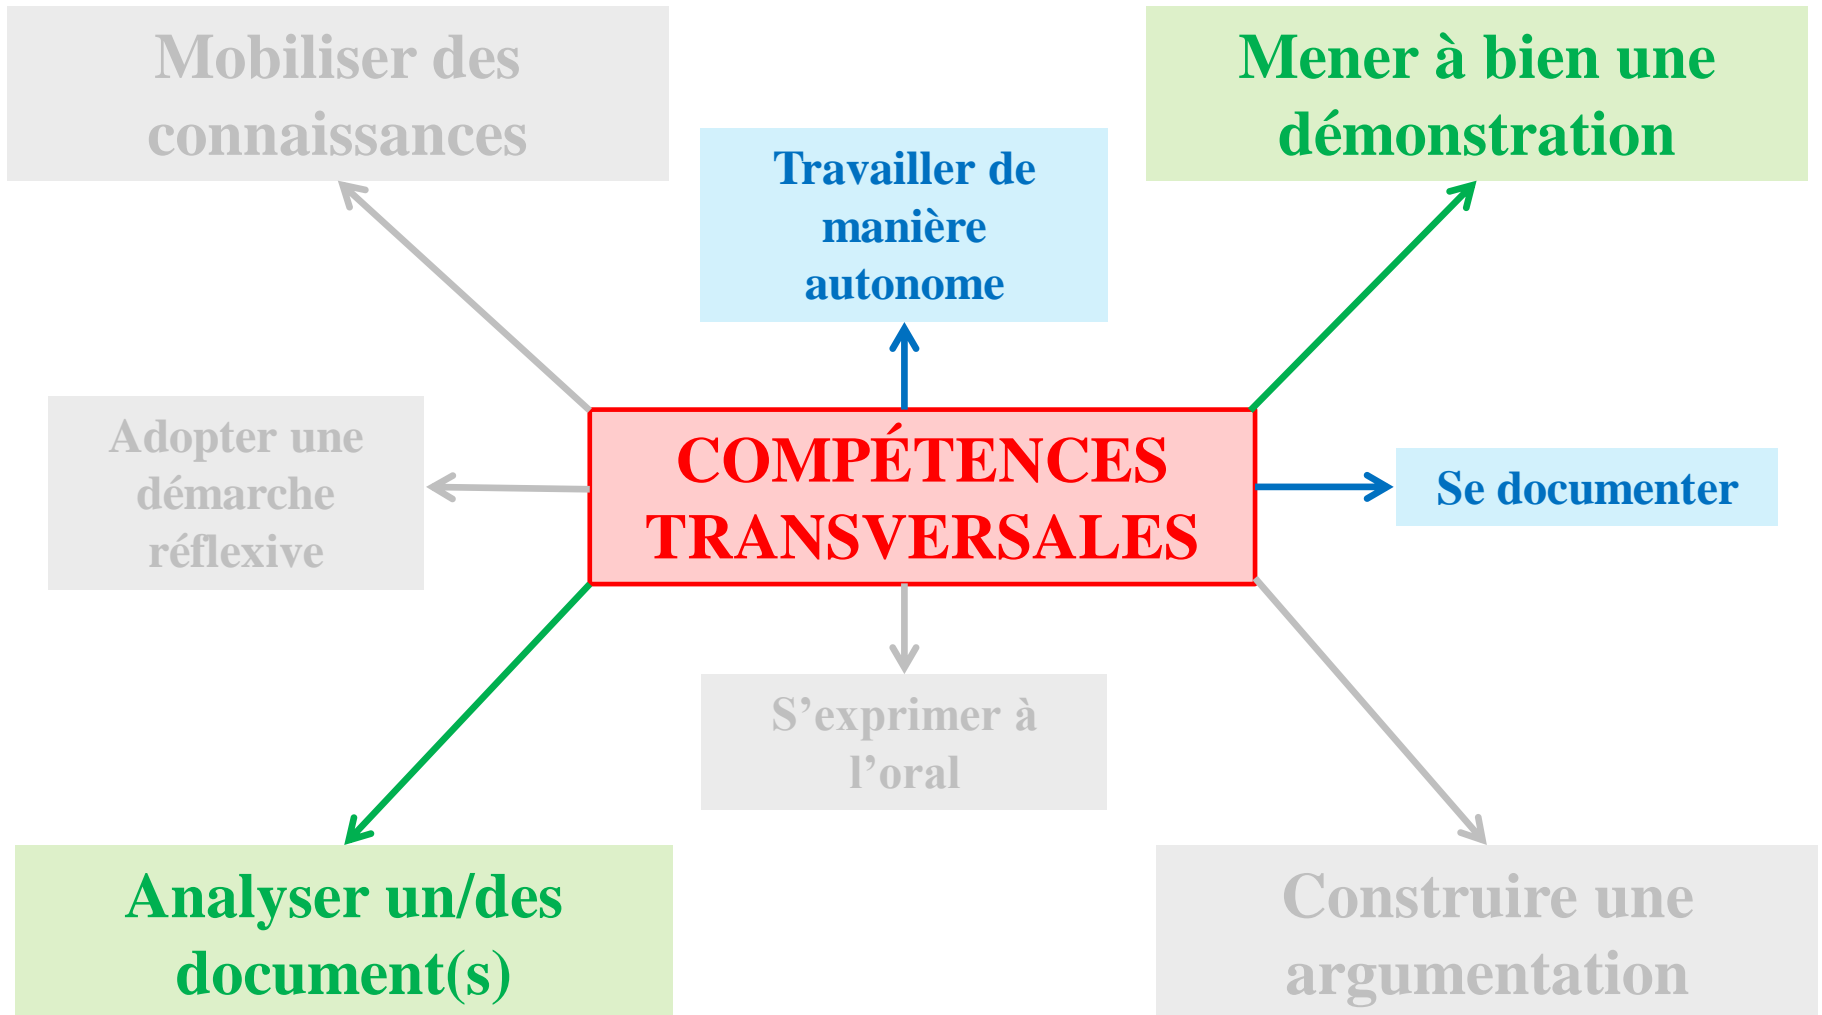 Mobiliser des
connaissances
Mener à bien une
démonstration
Travailler de
manière
autonome
Adopter une
démarche
réflexive
COMPÉTENCES
TRANSVERSALES
Se documenter
S’exprimer à
l’oral
Analyser un/des
document(s)
Construire une
argumentation